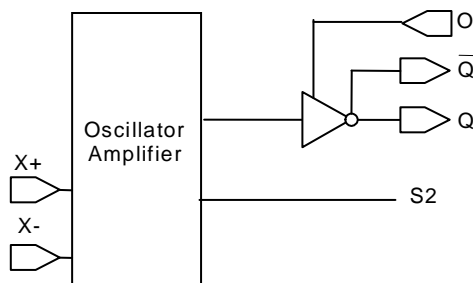 O
Q̅
Q
Oscillator
Amplifier
X+
S2
X-